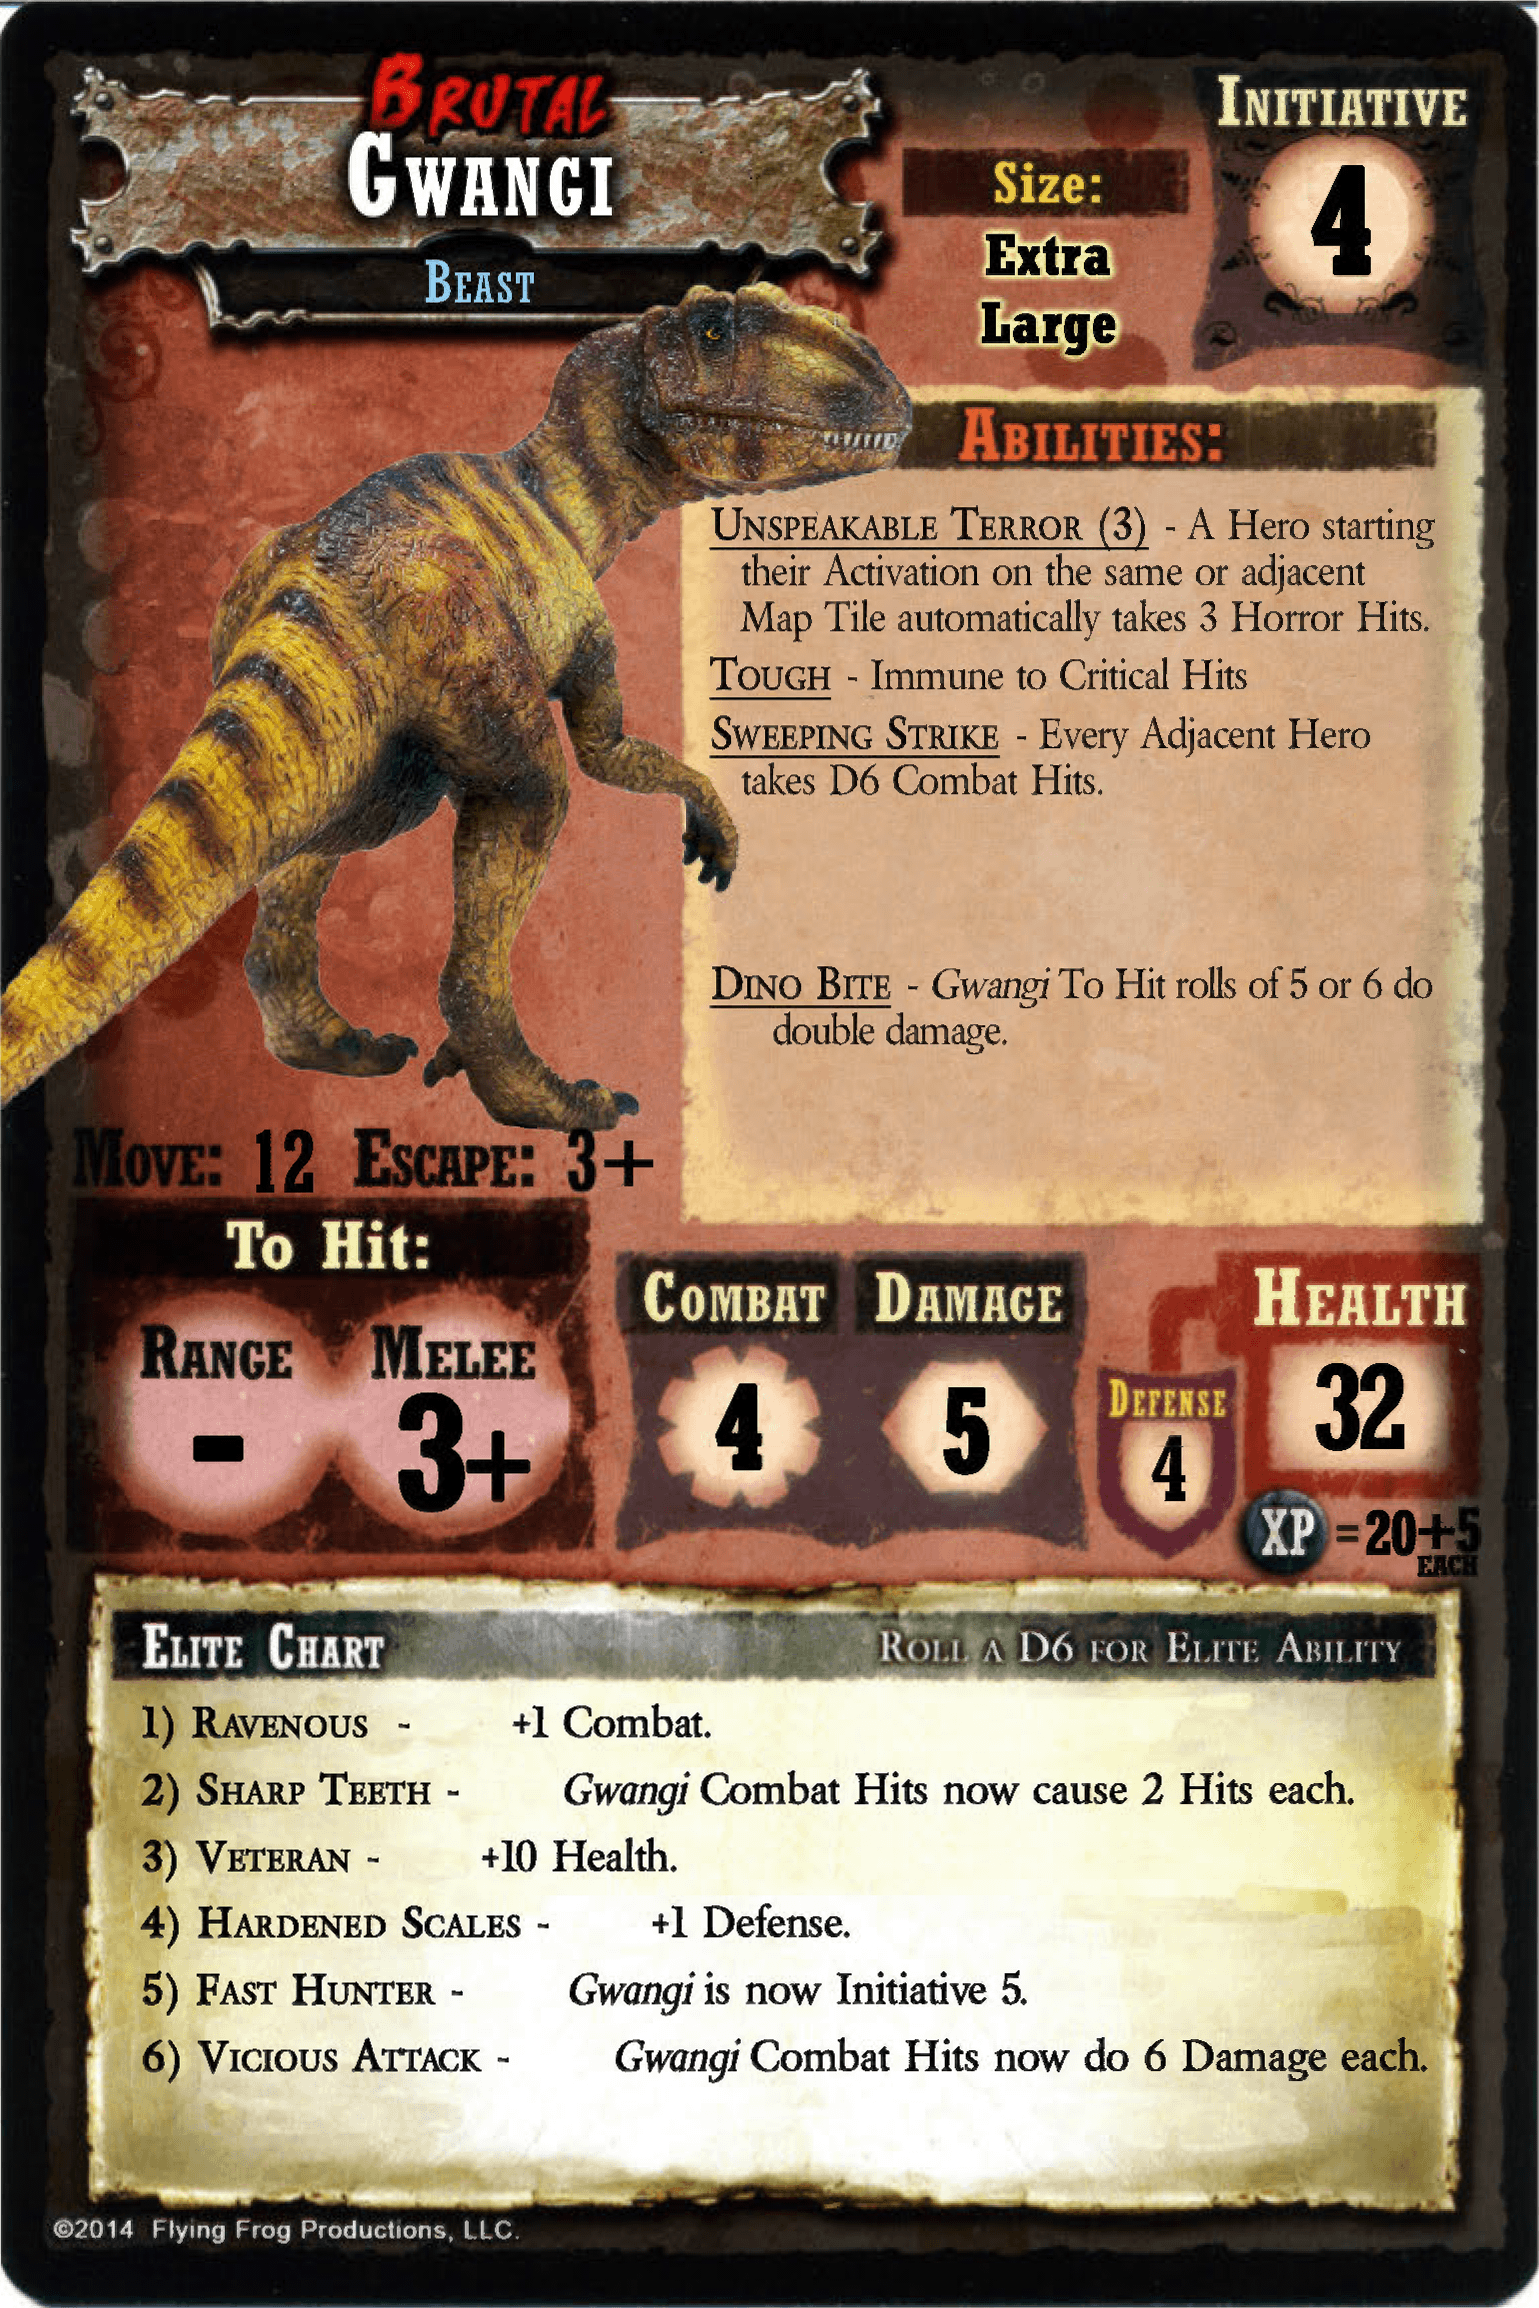 BRUTAL
GWANGI
BEAST
Size:
Extra
Large
INITIATIVE
4
ABILITIES:
UNSPEAKABLE TERROR (3) - A Hero starting
their Activation on the same or adjacent
Map Tile automatically takes 3 Horror Hits.
TOUGH - Immune to Critical Hits
SWEEPING STRIKE - Every Adjacent Hero
takes D6 Combat Hits.
DINO BITE - Gwangi To Hit rolls of 5 or 6 do
double damage.
MOVE: 12 ESCAPE: 3+
To Hit:
RANGE
-
MELEE
3+
COMBAT
4
DAMAGE
5
DEFENSE
4
HEALTH
32
XP = 20+5
EACH
ELITE CHART ROLL A D6 FOR ELITE ABILITY
1) RAVENOUS - +1 Combat.
2) SHARP TEETH - Gwangi Combat Hits now cause 2 Hits each.
3) VETERAN - +10 Health.
4) HARDENED SCALES - +1 Defense.
5) FAST HUNTER - Gwangi is now Initiative 5.
6) VICIOUS ATTACK - Gwangi Combat Hits now do 6 Damage each.
©2014 Flying Frog Productions, LLC.